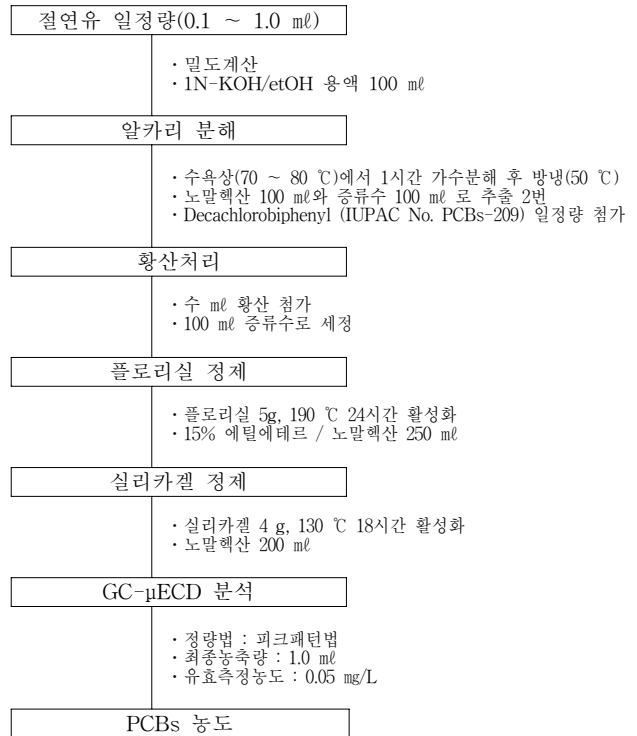 절연유 일정량(0.1 ~ 1.0 ㎖)
· 밀도계산
· 1N-KOH/etOH 용액 100 ㎖
알카리 분해
· 수욕상(70 ~ 80 ℃)에서 1시간 가수분해 후 방냉(50 ℃)
· 노말헥산 100 ㎖와 증류수 100 ㎖ 로 추출 2번
· Decachlorobiphenyl (IUPAC No. PCBs-209) 일정량 첨가
황산처리
· 수 ㎖ 황산 첨가
· 100 ㎖ 증류수로 세정
플로리실 정제
· 플로리실 5g, 190 ℃ 24시간 활성화
· 15% 에틸에테르 / 노말헥산 250 ㎖
실리카겔 정제
· 실리카겔 4 g, 130 ℃ 18시간 활성화
· 노말헥산 200 ㎖
GC-μECD 분석
· 정량법 : 피크패턴법
· 최종농축량 : 1.0 ㎖
· 유효측정농도 : 0.05 ㎎/L
PCBs 농도